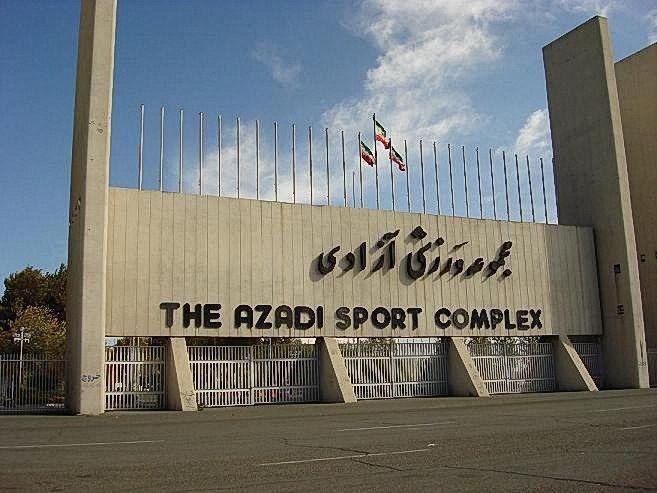 مجموعه ورزشی آزادی
THE AZADI SPORT COMPLEX